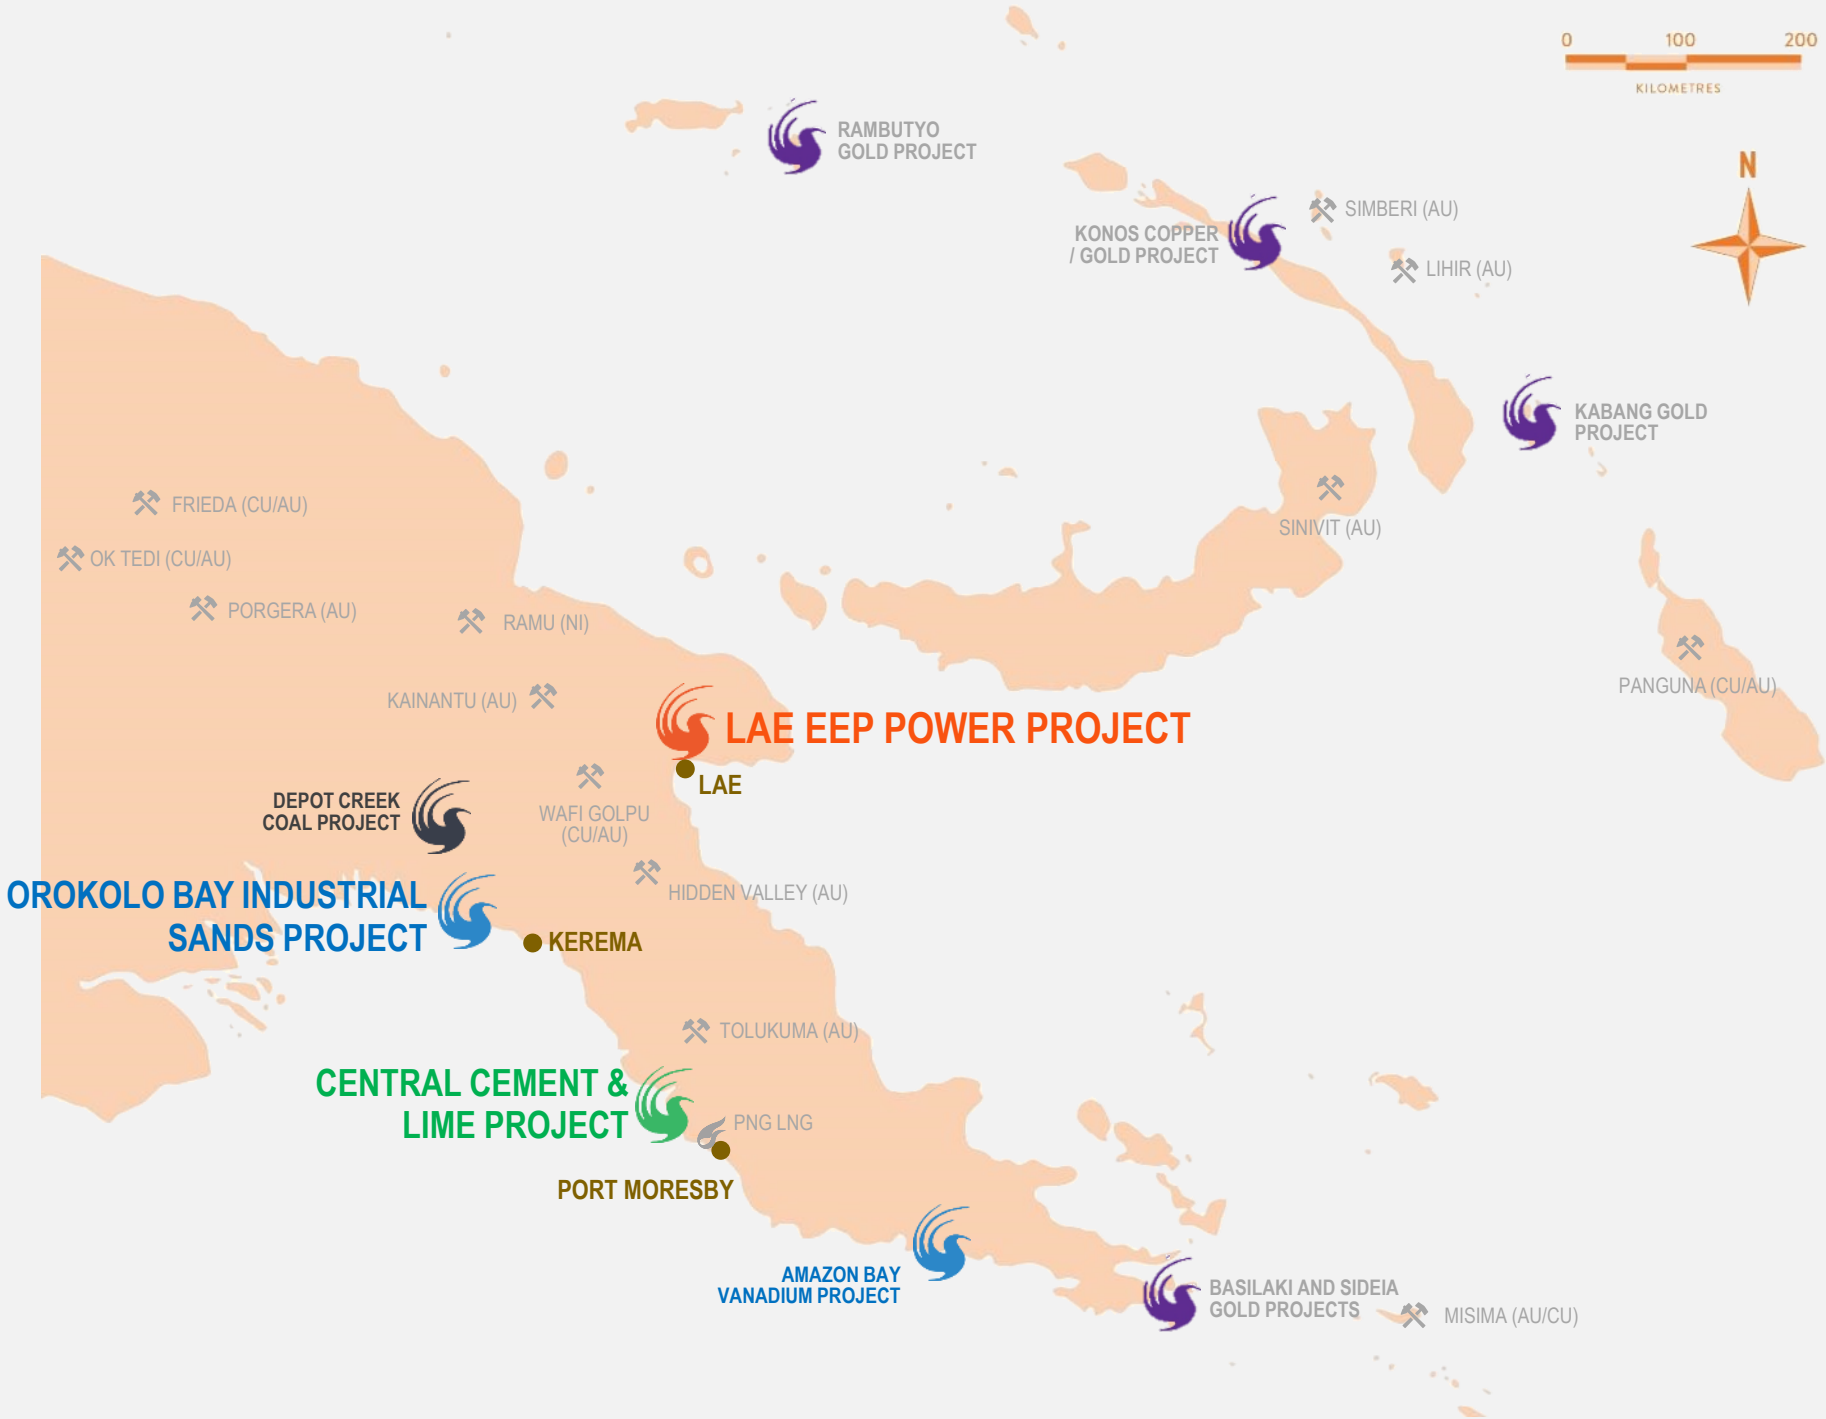 0 100 200
KILOMETRES
RAMBUTYO
GOLD PROJECT
N
SIMBERI (AU)
KONOS COPPER
/ GOLD PROJECT
LIHIR (AU)
KABANG GOLD
PROJECT
FRIEDA (CU/AU)
SINIVIT (AU)
OK TEDI (CU/AU)
PORGERA (AU)
RAMU (NI)
PANGUNA (CU/AU)
KAINANTU (AU)
LAE EEP POWER PROJECT
LAE
DEPOT CREEK
COAL PROJECT
WAFI GOLPU
(CU/AU)
HIDDEN VALLEY (AU)
OROKOLO BAY INDUSTRIAL
SANDS PROJECT
KEREMA
TOLUKUMA (AU)
CENTRAL CEMENT &
LIME PROJECT
PNG LNG
PORT MORESBY
AMAZON BAY
VANADIUM PROJECT
BASILAKI AND SIDEIA
GOLD PROJECTS
MISIMA (AU/CU)